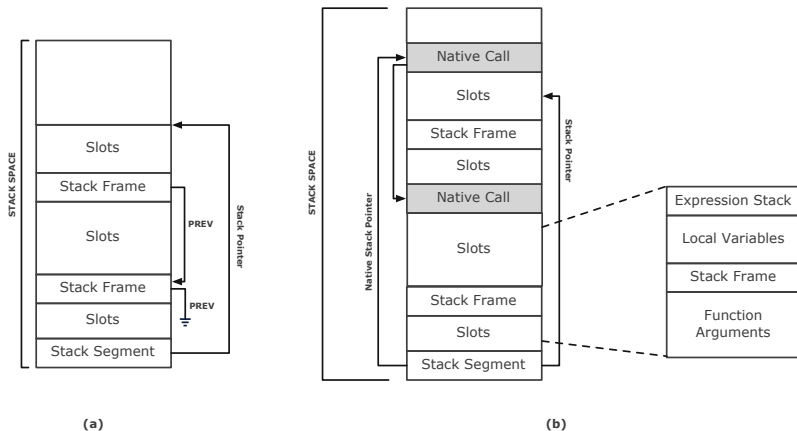 STACK SPACE
Slots
Stack Frame
Slots
Stack Frame
Slots
Stack Segment
PREV
PREV
Stack Pointer
(a)
STACK SPACE
Native Stack Pointer
Native Call
Slots
Stack Frame
Slots
Native Call
Slots
Stack Frame
Slots
Stack Segment
Stack Pointer
Expression Stack
Local Variables
Stack Frame
Function
Arguments
(b)